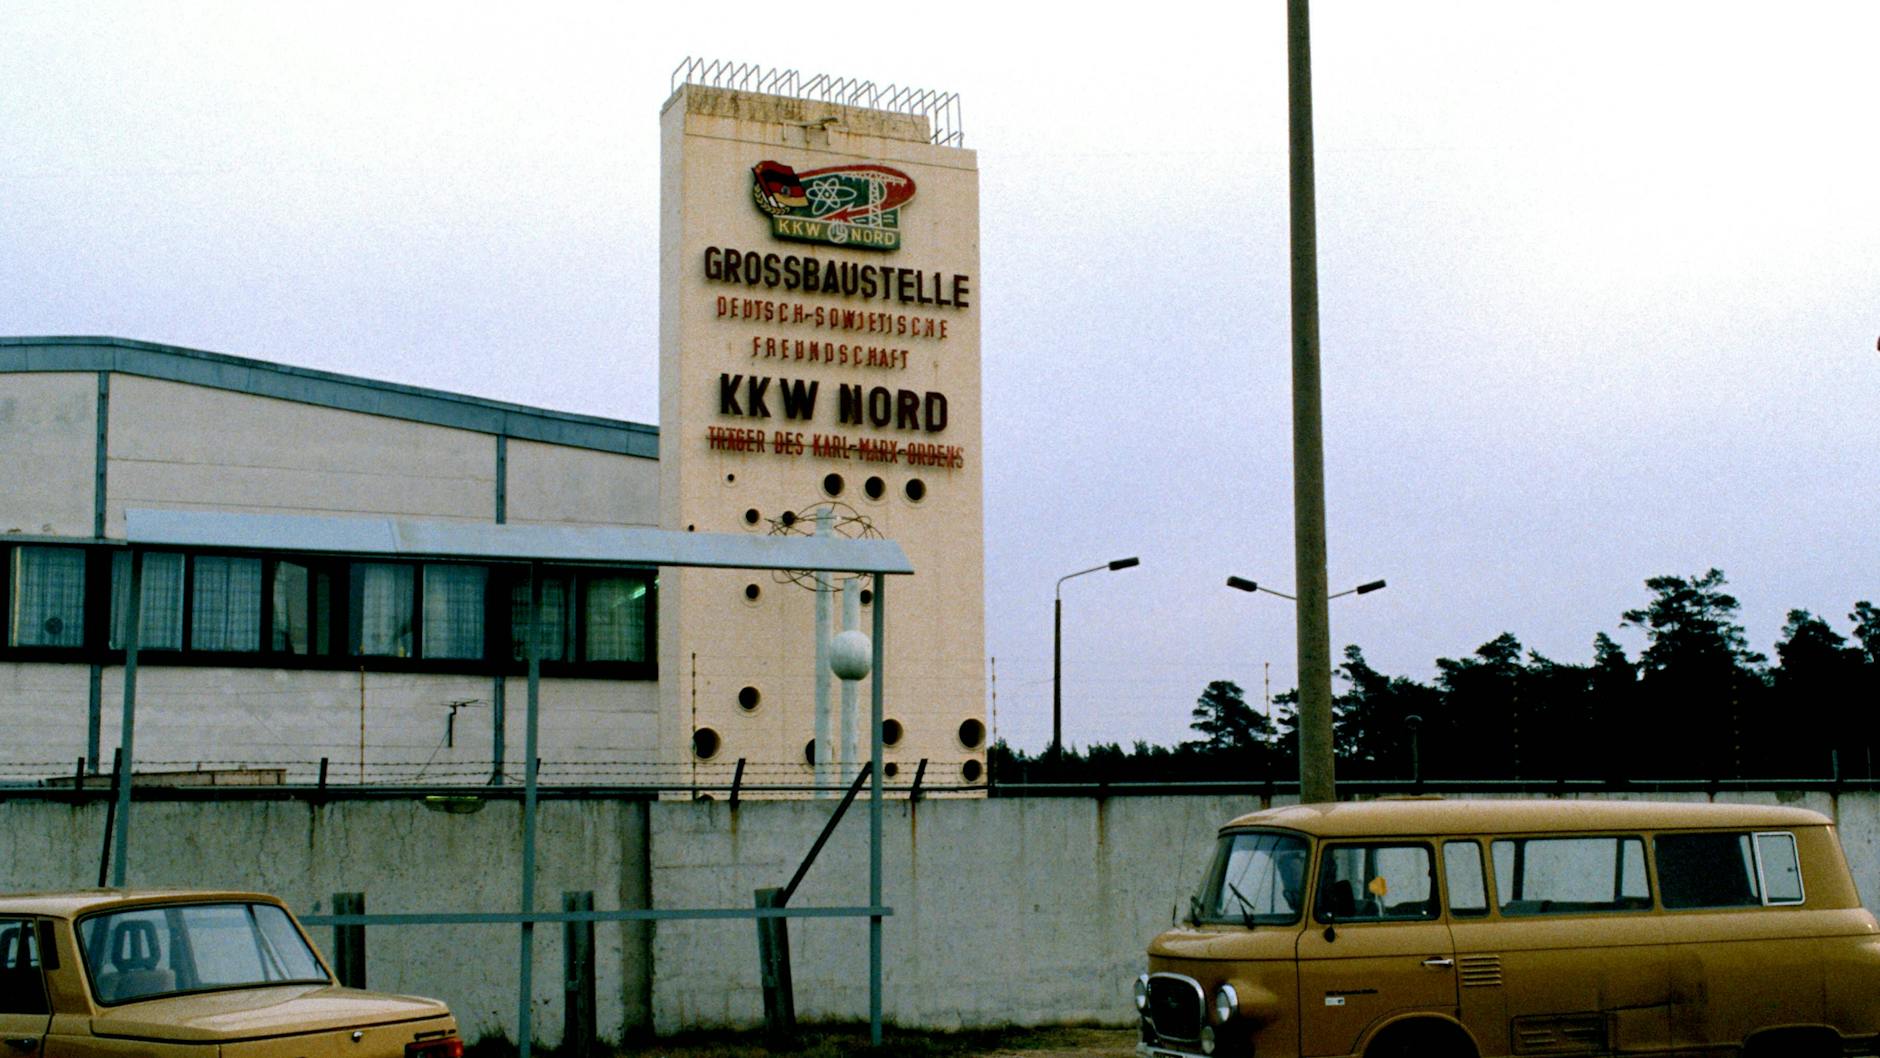 KKW NORD
GROSSBAUSTELLE
DEUTSCH-SOWJETISCHE
FREUNDSCHAFT
KKW NORD
TRÄGER DES KARL-MARX-ORDENS